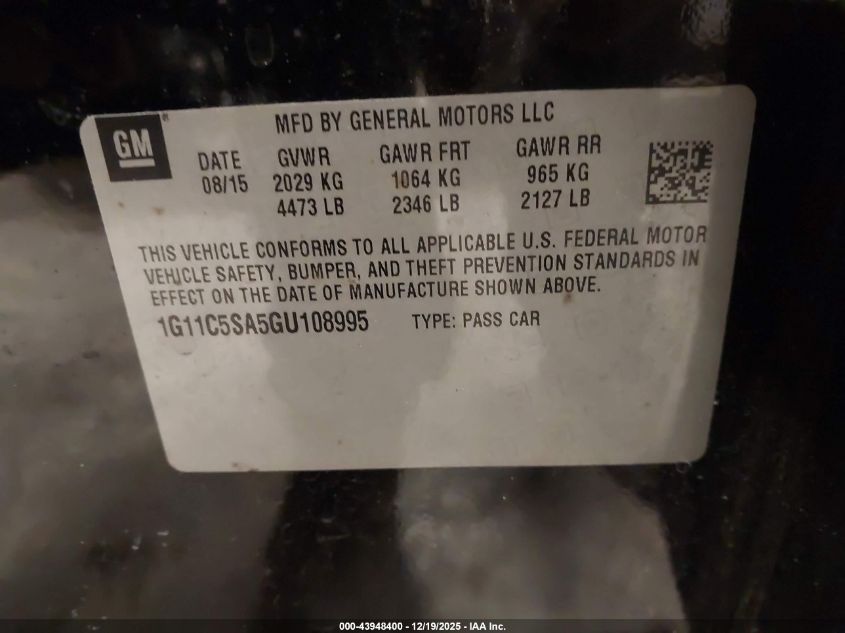 GM ®
MFD BY GENERAL MOTORS LLC
DATE GVWR GAWR FRT GAWR RR
08/15 2029 KG 1064 KG 965 KG
4473 LB 2346 LB 2127 LB
THIS VEHICLE CONFORMS TO ALL APPLICABLE U.S. FEDERAL MOTOR
VEHICLE SAFETY, BUMPER, AND THEFT PREVENTION STANDARDS IN
EFFECT ON THE DATE OF MANUFACTURE SHOWN ABOVE.
1G11C5SA5GU108995 TYPE: PASS CAR
000-43948400 - 12/19/2025 - IAA Inc.